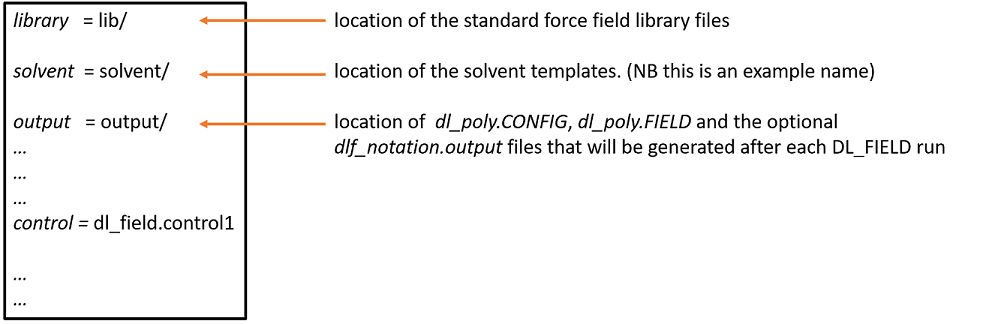 library = lib/ location of the standard force field library files
solvent = solvent/ location of the solvent templates. (NB this is an example name)
output = output/ location of dl_poly.CONFIG, dl_poly.FIELD and the optional
... dlf_notation.output files that will be generated after each DL_FIELD run
...
...
control = dl_field.control1
...
...